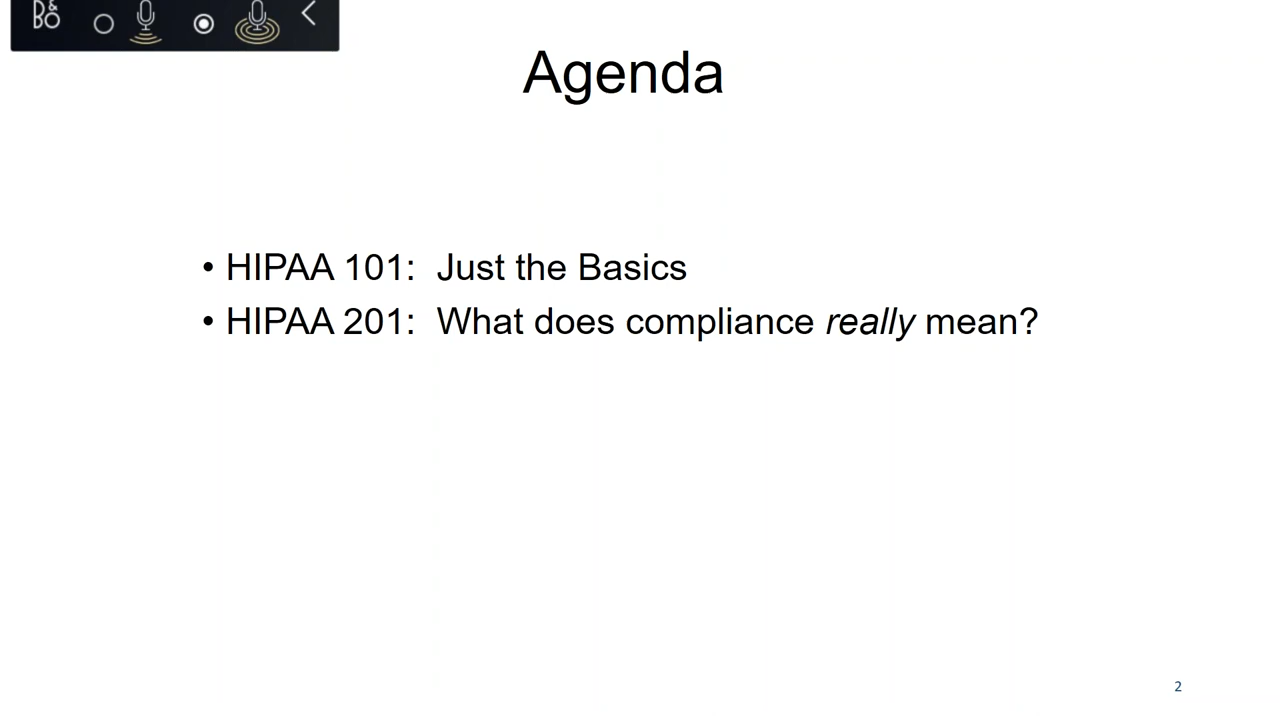 B&O
Agenda
• HIPAA 101:  Just the Basics
• HIPAA 201:  What does compliance really mean?
2